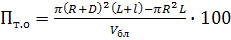 Пт.о = (π(R+D)²(L+l)−πR²L)/Vбл · 100